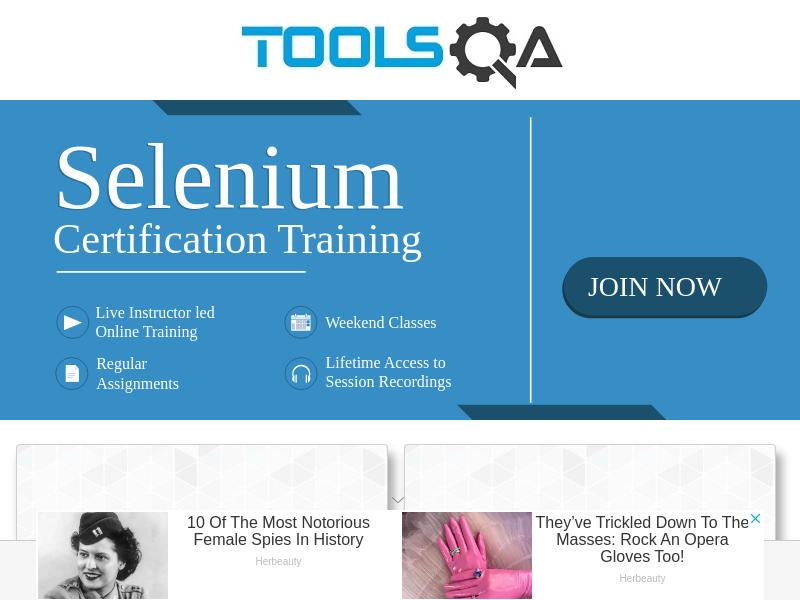 TOOLSQA
Selenium
Certification Training
Live Instructor led
Online Training
Weekend Classes
Regular
Assignments
Lifetime Access to
Session Recordings
JOIN NOW
10 Of The Most Notorious
Female Spies In History
Herbeauty
They’ve Trickled Down To The
Masses: Rock An Opera
Gloves Too!
Herbeauty